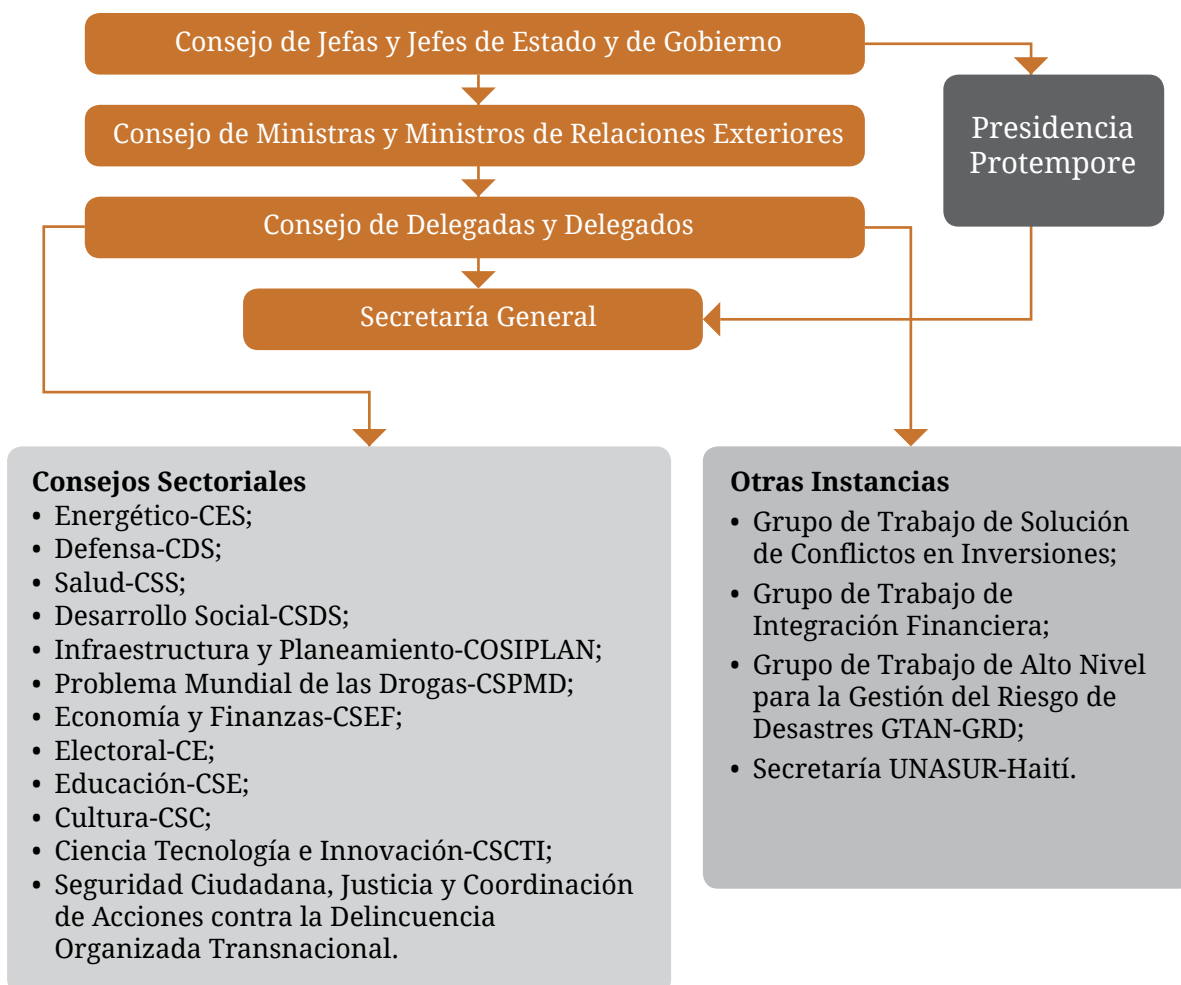 Consejo de Jefas y Jefes de Estado y de Gobierno
Consejo de Ministras y Ministros de Relaciones Exteriores
Presidencia
Protempore
Consejo de Delegadas y Delegados
Secretaría General
Consejos Sectoriales
• Energético-CES;
• Defensa-CDS;
• Salud-CSS;
• Desarrollo Social-CSDS;
• Infraestructura y Planeamiento-COSIPLAN;
• Problema Mundial de las Drogas-CSPMD;
• Economía y Finanzas-CSEF;
• Electoral-CE;
• Educación-CSE;
• Cultura-CSC;
• Ciencia Tecnología e Innovación-CSCTI;
• Seguridad Ciudadana, Justicia y Coordinación
de Acciones contra la Delincuencia
Organizada Transnacional.
Otras Instancias
• Grupo de Trabajo de Solución
de Conflictos en Inversiones;
• Grupo de Trabajo de
Integración Financiera;
• Grupo de Trabajo de Alto Nivel
para la Gestión del Riesgo de
Desastres GTAN-GRD;
• Secretaría UNASUR-Haití.